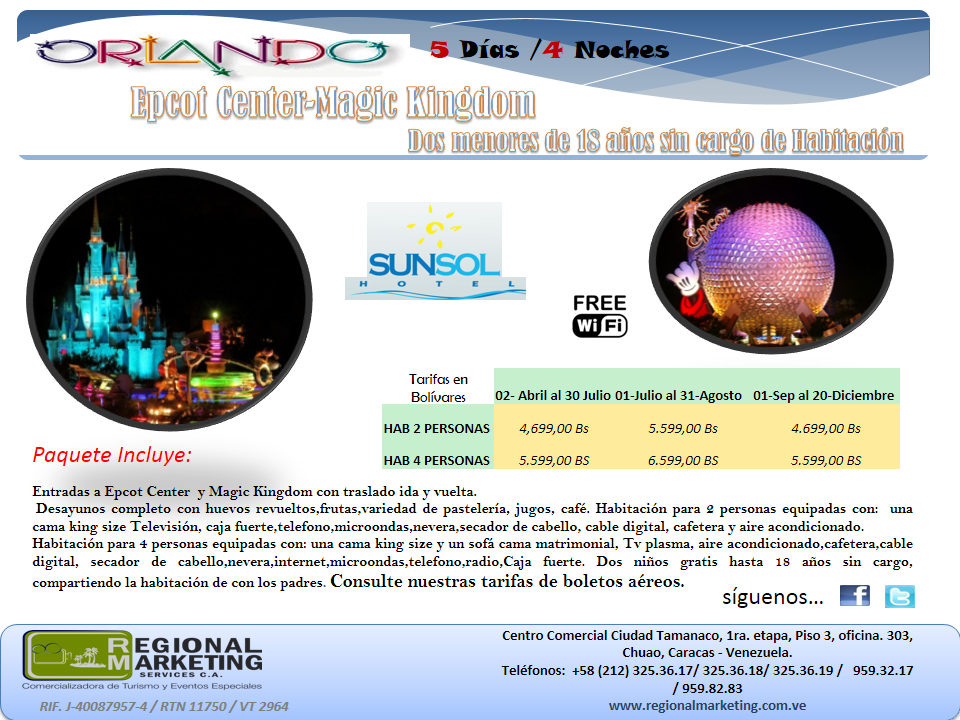 ORLANDO 5 Días /4 Noches
Epcot Center-Magic Kingdom
Dos menores de 18 años sin cargo de Habitación
SUNSOL
HOTEL
Epcot
FREE
Wi Fi
Tarifas en
Bolívares
02- Abril al 30 Julio 01-Julio al 31-Agosto 01-Sep al 20-Diciembre
HAB 2 PERSONAS 4,699,00 Bs 5.599,00 Bs 4.699,00 Bs
HAB 4 PERSONAS 5.599,00 BS 6.599,00 BS 5.599,00 BS
Paquete Incluye:
Entradas a Epcot Center y Magic Kingdom con traslado ida y vuelta.
Desayunos completo con huevos revueltos,frutas,variedad de pastelería, jugos, café. Habitación para 2 personas equipadas con: una
cama king size Televisión, caja fuerte,telefono,microondas,nevera,secador de cabello, cable digital, cafetera y aire acondicionado.
Habitación para 4 personas equipadas con: una cama king size y un sofá cama matrimonial, Tv plasma, aire acondicionado,cafetera,cable
digital, secador de cabello,nevera,internet,microondas,telefono,radio,Caja fuerte. Dos niños gratis hasta 18 años sin cargo,
compartiendo la habitación de con los padres. Consulte nuestras tarifas de boletos aéreos.
síguenos...
REGIONAL
MARKETING
SERVICES C.A.
Comercializadora de Turismo y Eventos Especiales
RIF. J-40087957-4 / RTN 11750 / VT 2964
Centro Comercial Ciudad Tamanaco, 1ra. etapa, Piso 3, oficina. 303,
Chuao, Caracas - Venezuela.
Teléfonos: +58 (212) 325.36.17/ 325.36.18/ 325.36.19 / 959.32.17
/ 959.82.83
www.regionalmarketing.com.ve